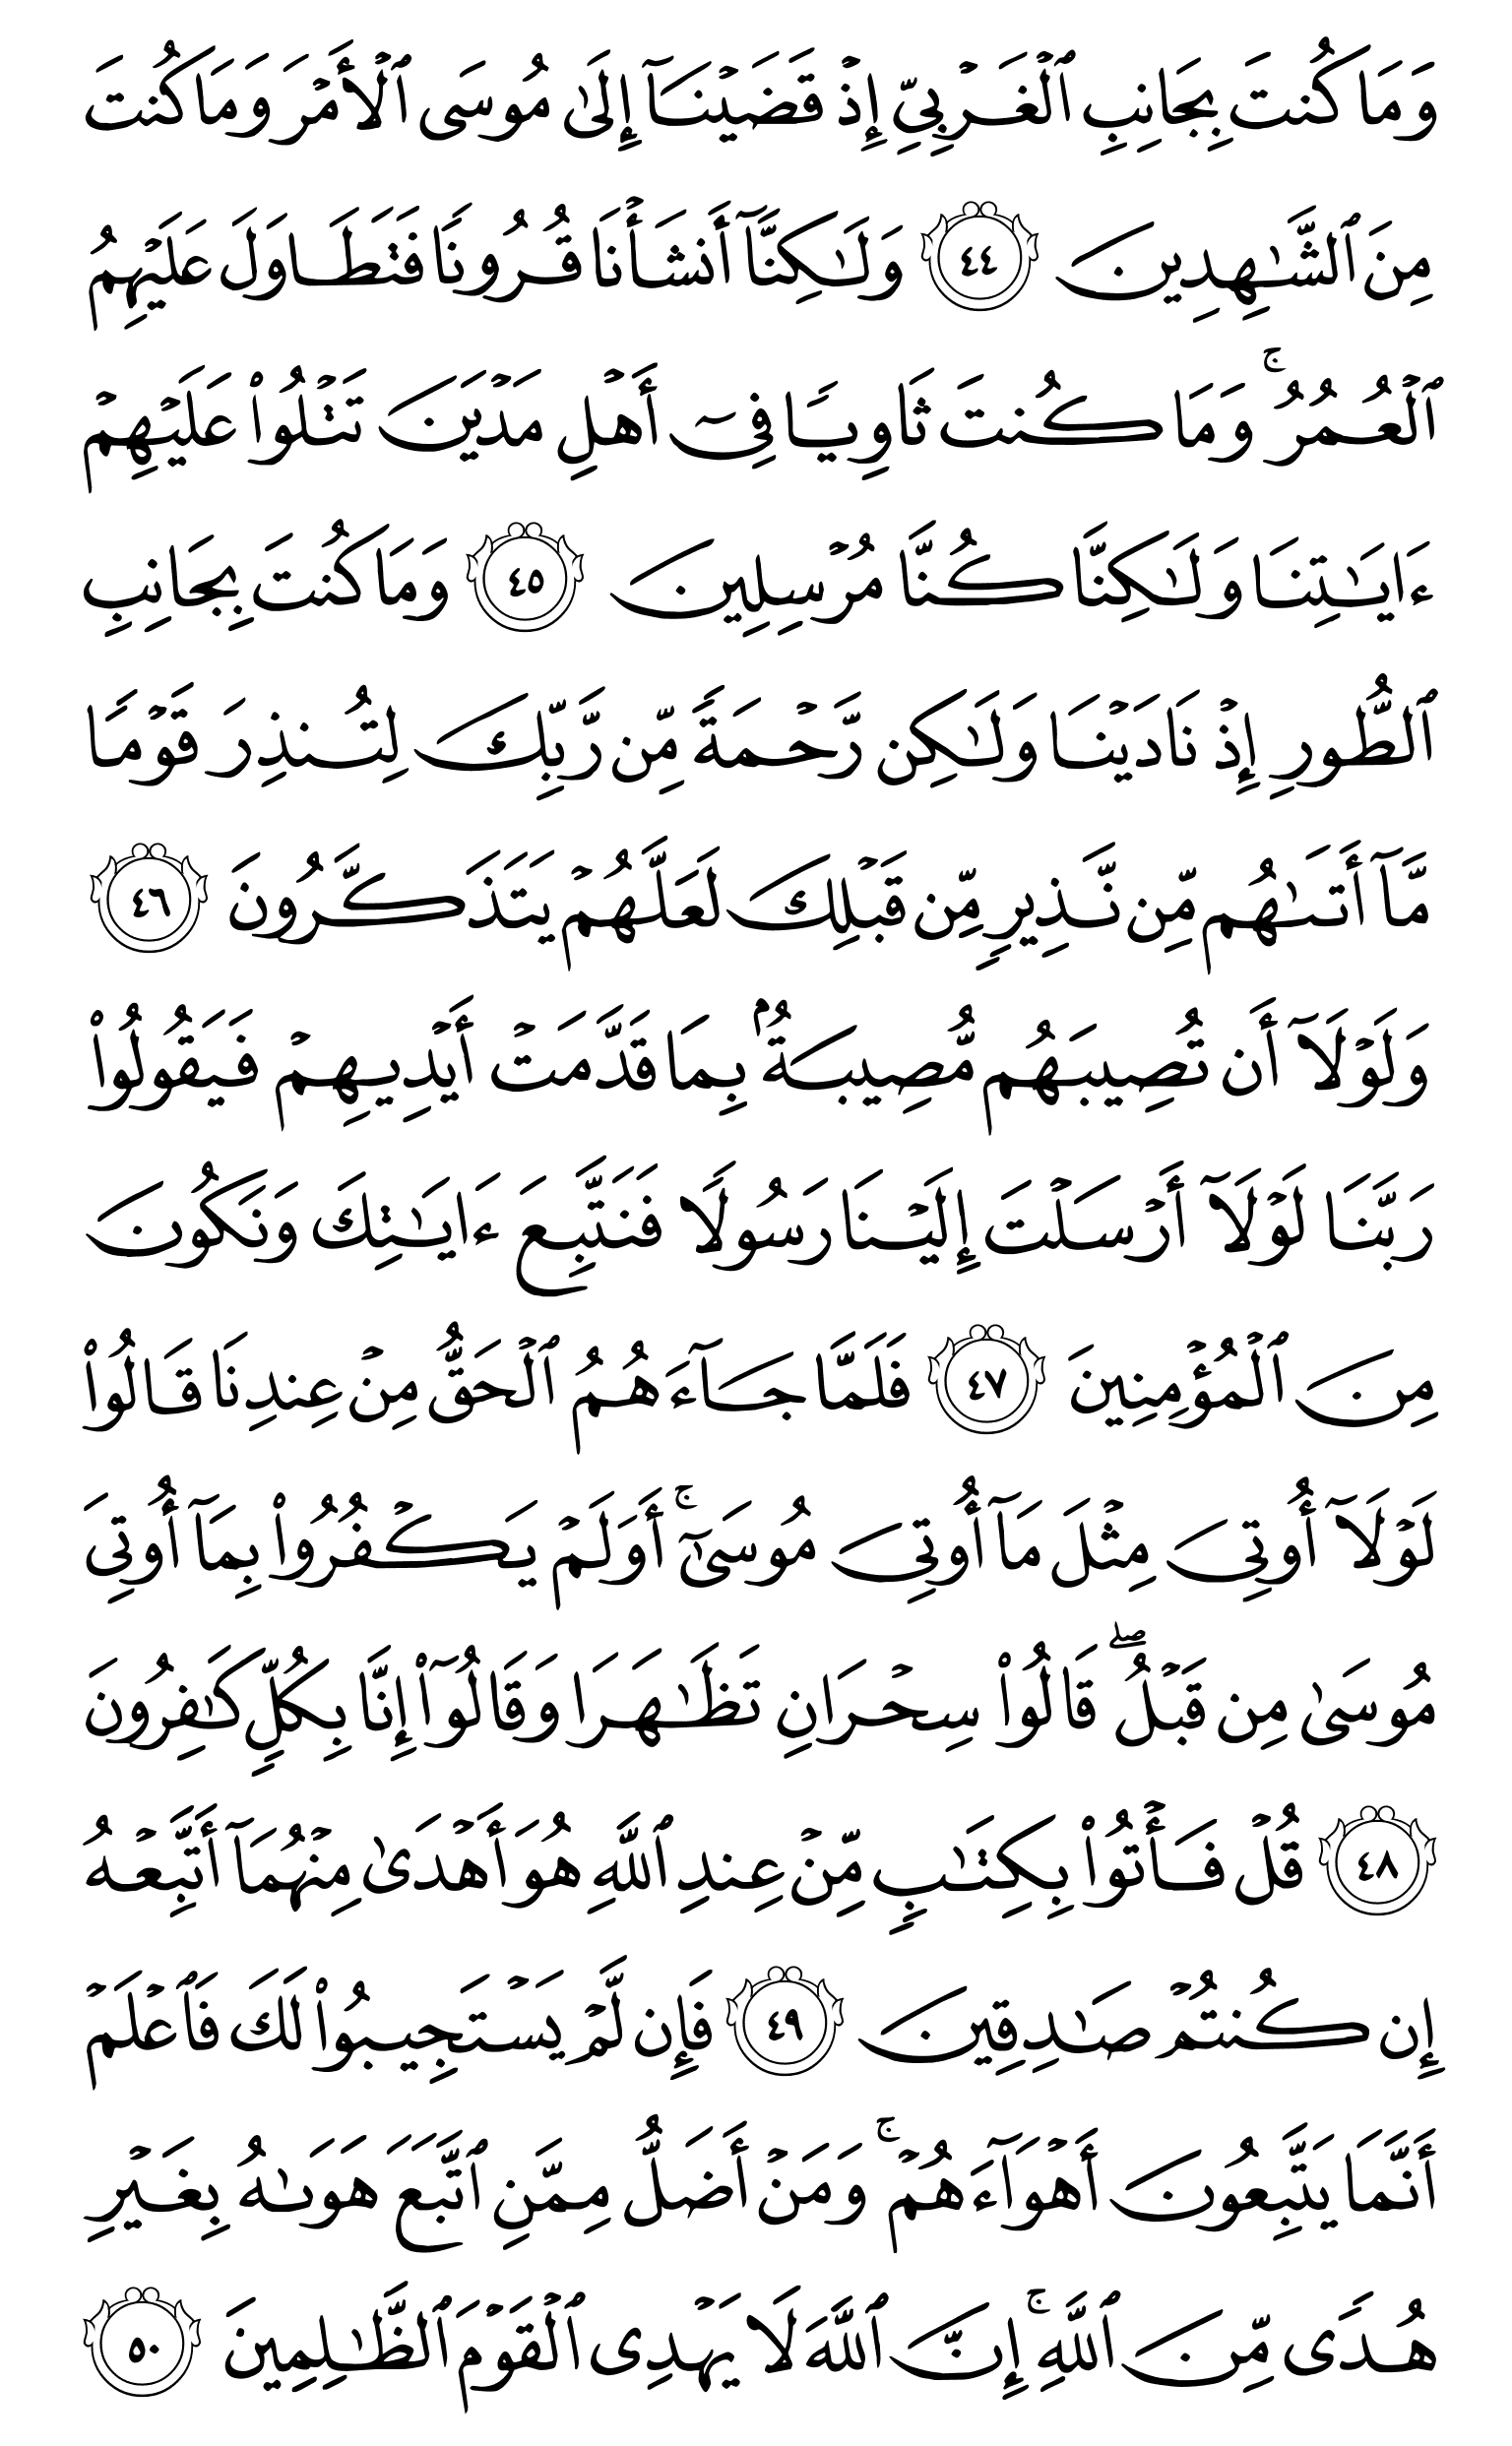 وَمَا كُنتَ بِجَانِبِ ٱلۡغَرۡبِيِّ إِذۡ قَضَيۡنَآ إِلَىٰ مُوسَى ٱلۡأَمۡرَ وَمَا كُنتَ
مِنَ ٱلشَّـٰهِدِينَ ٤٤ وَلَـٰكِنَّآ أَنشَأۡنَا قُرُونٗا فَتَطَاوَلَ عَلَيۡهِمُ
ٱلۡعُمُرُۚ وَمَا كُنتَ ثَاوِيٗا فِيٓ أَهۡلِ مَدۡيَنَ تَتۡلُواْ عَلَيۡهِمۡ
ءَايَـٰتِنَا وَلَـٰكِنَّا كُنَّا مُرۡسِلِينَ ٤٥ وَمَا كُنتَ بِجَانِبِ
ٱلطُّورِ إِذۡ نَادَيۡنَا وَلَـٰكِن رَّحۡمَةٗ مِّن رَّبِّكَ لِتُنذِرَ قَوۡمٗا
مَّآ أَتَىٰهُم مِّن نَّذِيرٖ مِّن قَبۡلِكَ لَعَلَّهُمۡ يَتَذَكَّرُونَ ٤٦
وَلَوۡلَآ أَن تُصِيبَهُم مُّصِيبَةُۢ بِمَا قَدَّمَتۡ أَيۡدِيهِمۡ فَيَقُولُواْ
رَبَّنَا لَوۡلَآ أَرۡسَلۡتَ إِلَيۡنَا رَسُولٗا فَنَتَّبِعَ ءَايَـٰتِكَ وَنَكُونَ
مِنَ ٱلۡمُؤۡمِنِينَ ٤٧ فَلَمَّا جَآءَهُمُ ٱلۡحَقُّ مِنۡ عِندِنَا قَالُواْ
لَوۡلَآ أُوتِيَ مِثۡلَ مَآ أُوتِيَ مُوسَىٰٓۚ أَوَلَمۡ يَكۡفُرُواْ بِمَآ أُوتِيَ
مُوسَىٰ مِن قَبۡلُۖ قَالُواْ سِحۡرَانِ تَظَـٰهَرَا وَقَالُوٓاْ إِنَّا بِكُلّٖ كَـٰفِرُونَ
٤٨ قُلۡ فَأۡتُواْ بِكِتَـٰبٖ مِّنۡ عِندِ ٱللَّهِ هُوَ أَهۡدَىٰ مِنۡهُمَآ أَتَّبِعۡهُ
إِن كُنتُمۡ صَـٰدِقِينَ ٤٩ فَإِن لَّمۡ يَسۡتَجِيبُواْ لَكَ فَٱعۡلَمۡ
أَنَّمَا يَتَّبِعُونَ أَهۡوَآءَهُمۡۚ وَمَنۡ أَضَلُّ مِمَّنِ ٱتَّبَعَ هَوَىٰهُ بِغَيۡرِ
هُدٗى مِّنَ ٱللَّهِۚ إِنَّ ٱللَّهَ لَا يَهۡدِي ٱلۡقَوۡمَ ٱلظَّـٰلِمِينَ ٥٠